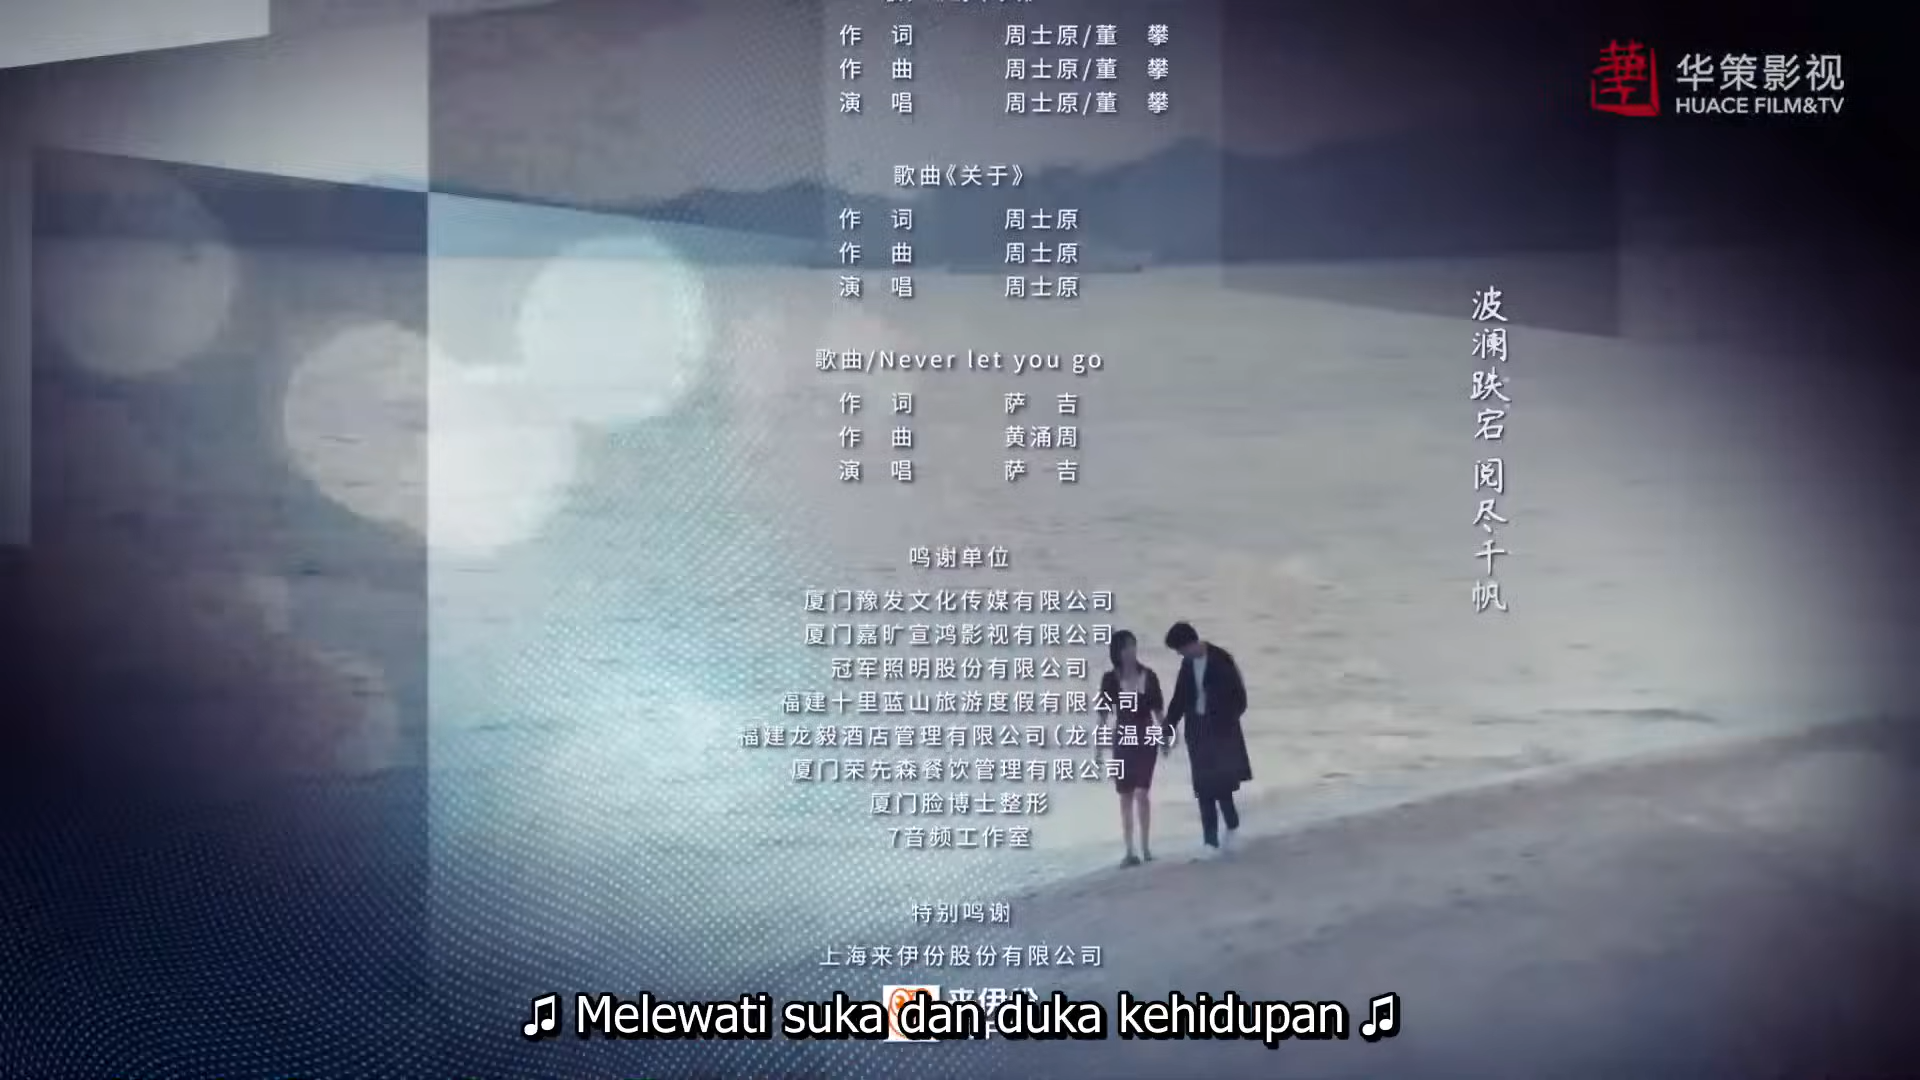 作 词 周士原/董 攀
作 曲 周士原/董 攀
演 唱 周士原/董 攀
华策影视
HUACE FILM&TV
歌曲《关于》
作 词 周士原
作 曲 周士原
演 唱 周士原
歌曲/Never let you go
作 词 萨 吉
作 曲 黄涌周
演 唱 萨 吉
波澜跌宕 阅尽千帆
鸣谢单位
厦门豫发文化传媒有限公司
厦门嘉旷宣鸿影视有限公司
冠军照明股份有限公司
福建十里蓝山旅游度假有限公司
福建龙毅酒店管理有限公司(龙佳温泉)
厦门荣先森餐饮管理有限公司
厦门脸博士整形
7音频工作室
特别鸣谢
上海来伊份股份有限公司
来伊份
♫ Melewati suka dan duka kehidupan ♫